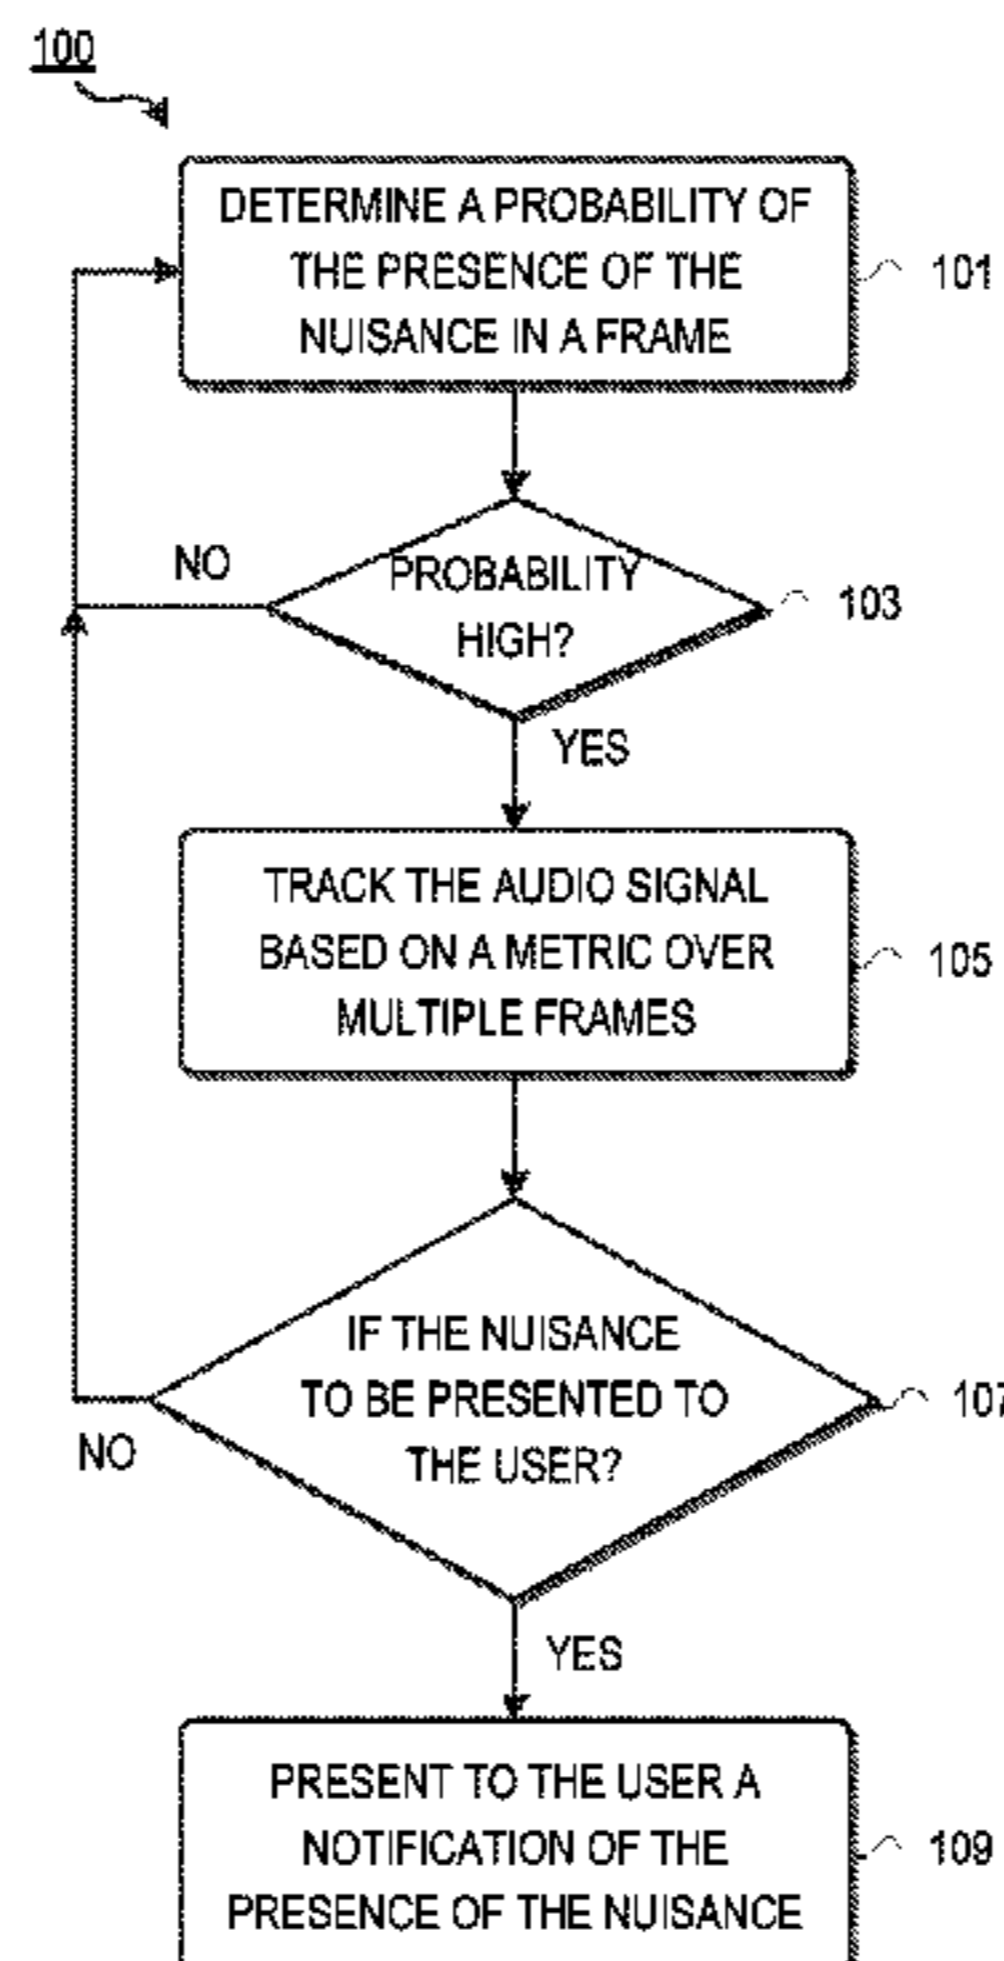 100
DETERMINE A PROBABILITY OF
THE PRESENCE OF THE
NUISANCE IN A FRAME
101
NO
PROBABILITY
HIGH?
103
YES
TRACK THE AUDIO SIGNAL
BASED ON A METRIC OVER
MULTIPLE FRAMES
105
IF THE NUISANCE
TO BE PRESENTED TO
THE USER?
107
NO
YES
PRESENT TO THE USER A
NOTIFICATION OF THE
PRESENCE OF THE NUISANCE
109